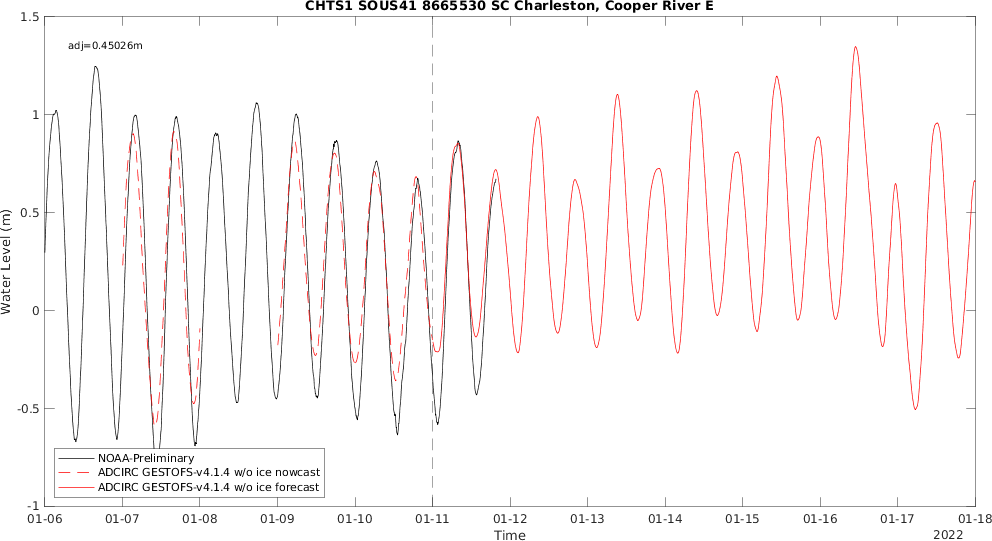 CHTS1 SOUS41 8665530 SC Charleston, Cooper River E
adj=0.45026m
1.5
1
0.5
0
-0.5
-1
Water Level (m)
NOAA-Preliminary
ADCIRC GESTOFS-v4.1.4 w/o ice nowcast
ADCIRC GESTOFS-v4.1.4 w/o ice forecast
01-06 01-07 01-08 01-09 01-10 01-11 01-12 01-13 01-14 01-15 01-16 01-17 01-18
Time
2022